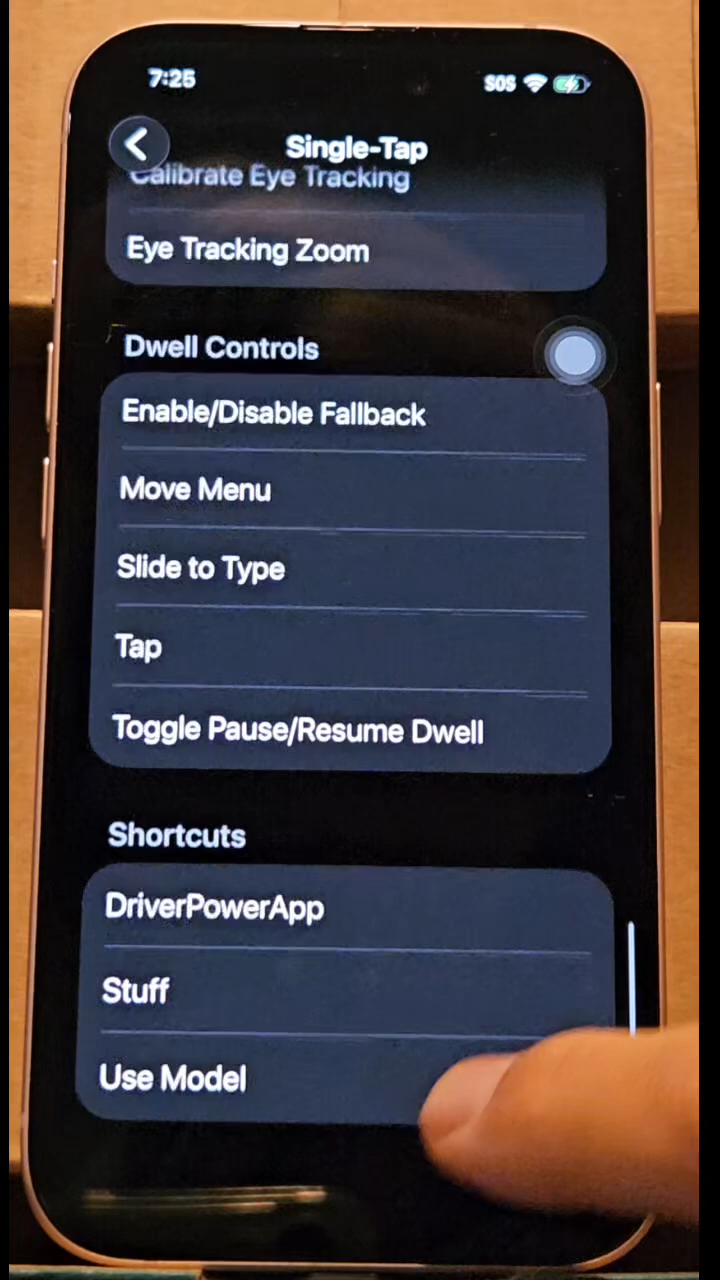 7:25
SOS
Single-Tap
Calibrate Eye Tracking
Eye Tracking Zoom
Dwell Controls
Enable/Disable Fallback
Move Menu
Slide to Type
Tap
Toggle Pause/Resume Dwell
Shortcuts
DriverPowerApp
Stuff
Use Model